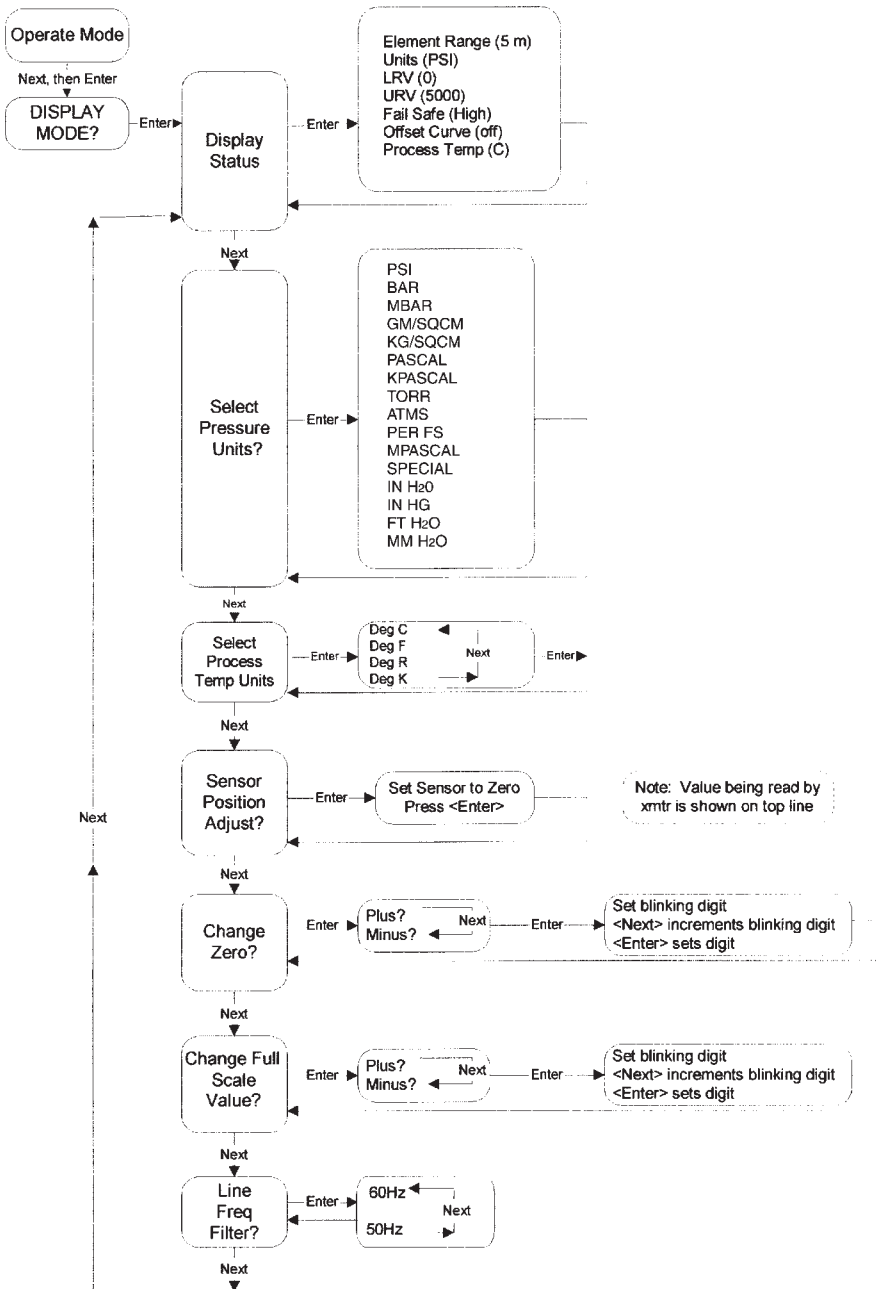 Operate Mode
Next, then Enter
DISPLAY
MODE?
Enter
Display
Status
Enter
Element Range (5 m)
Units (PSI)
LRV (0)
URV (5000)
Fail Safe (High)
Offset Curve (off)
Process Temp (C)
Next
Select
Pressure
Units?
Enter
PSI
BAR
MBAR
GM/SQCM
KG/SQCM
PASCAL
KPASCAL
TORR
ATMS
PER FS
MPASCAL
SPECIAL
IN H20
IN HG
FT H2O
MM H2O
Next
Select
Process
Temp Units
Enter
Deg C
Deg F
Deg R
Deg K
Next
Enter
Next
Sensor
Position
Adjust?
Enter
Set Sensor to Zero
Press <Enter>
Note: Value being read by
xmtr is shown on top line
Next
Next
Change
Zero?
Enter
Plus?
Minus?
Next
Enter
Set blinking digit
<Next> increments blinking digit
<Enter> sets digit
Next
Change Full
Scale
Value?
Enter
Plus?
Minus?
Next
Enter
Set blinking digit
<Next> increments blinking digit
<Enter> sets digit
Next
Line
Freq
Filter?
Enter
60Hz
Next
50Hz
Next